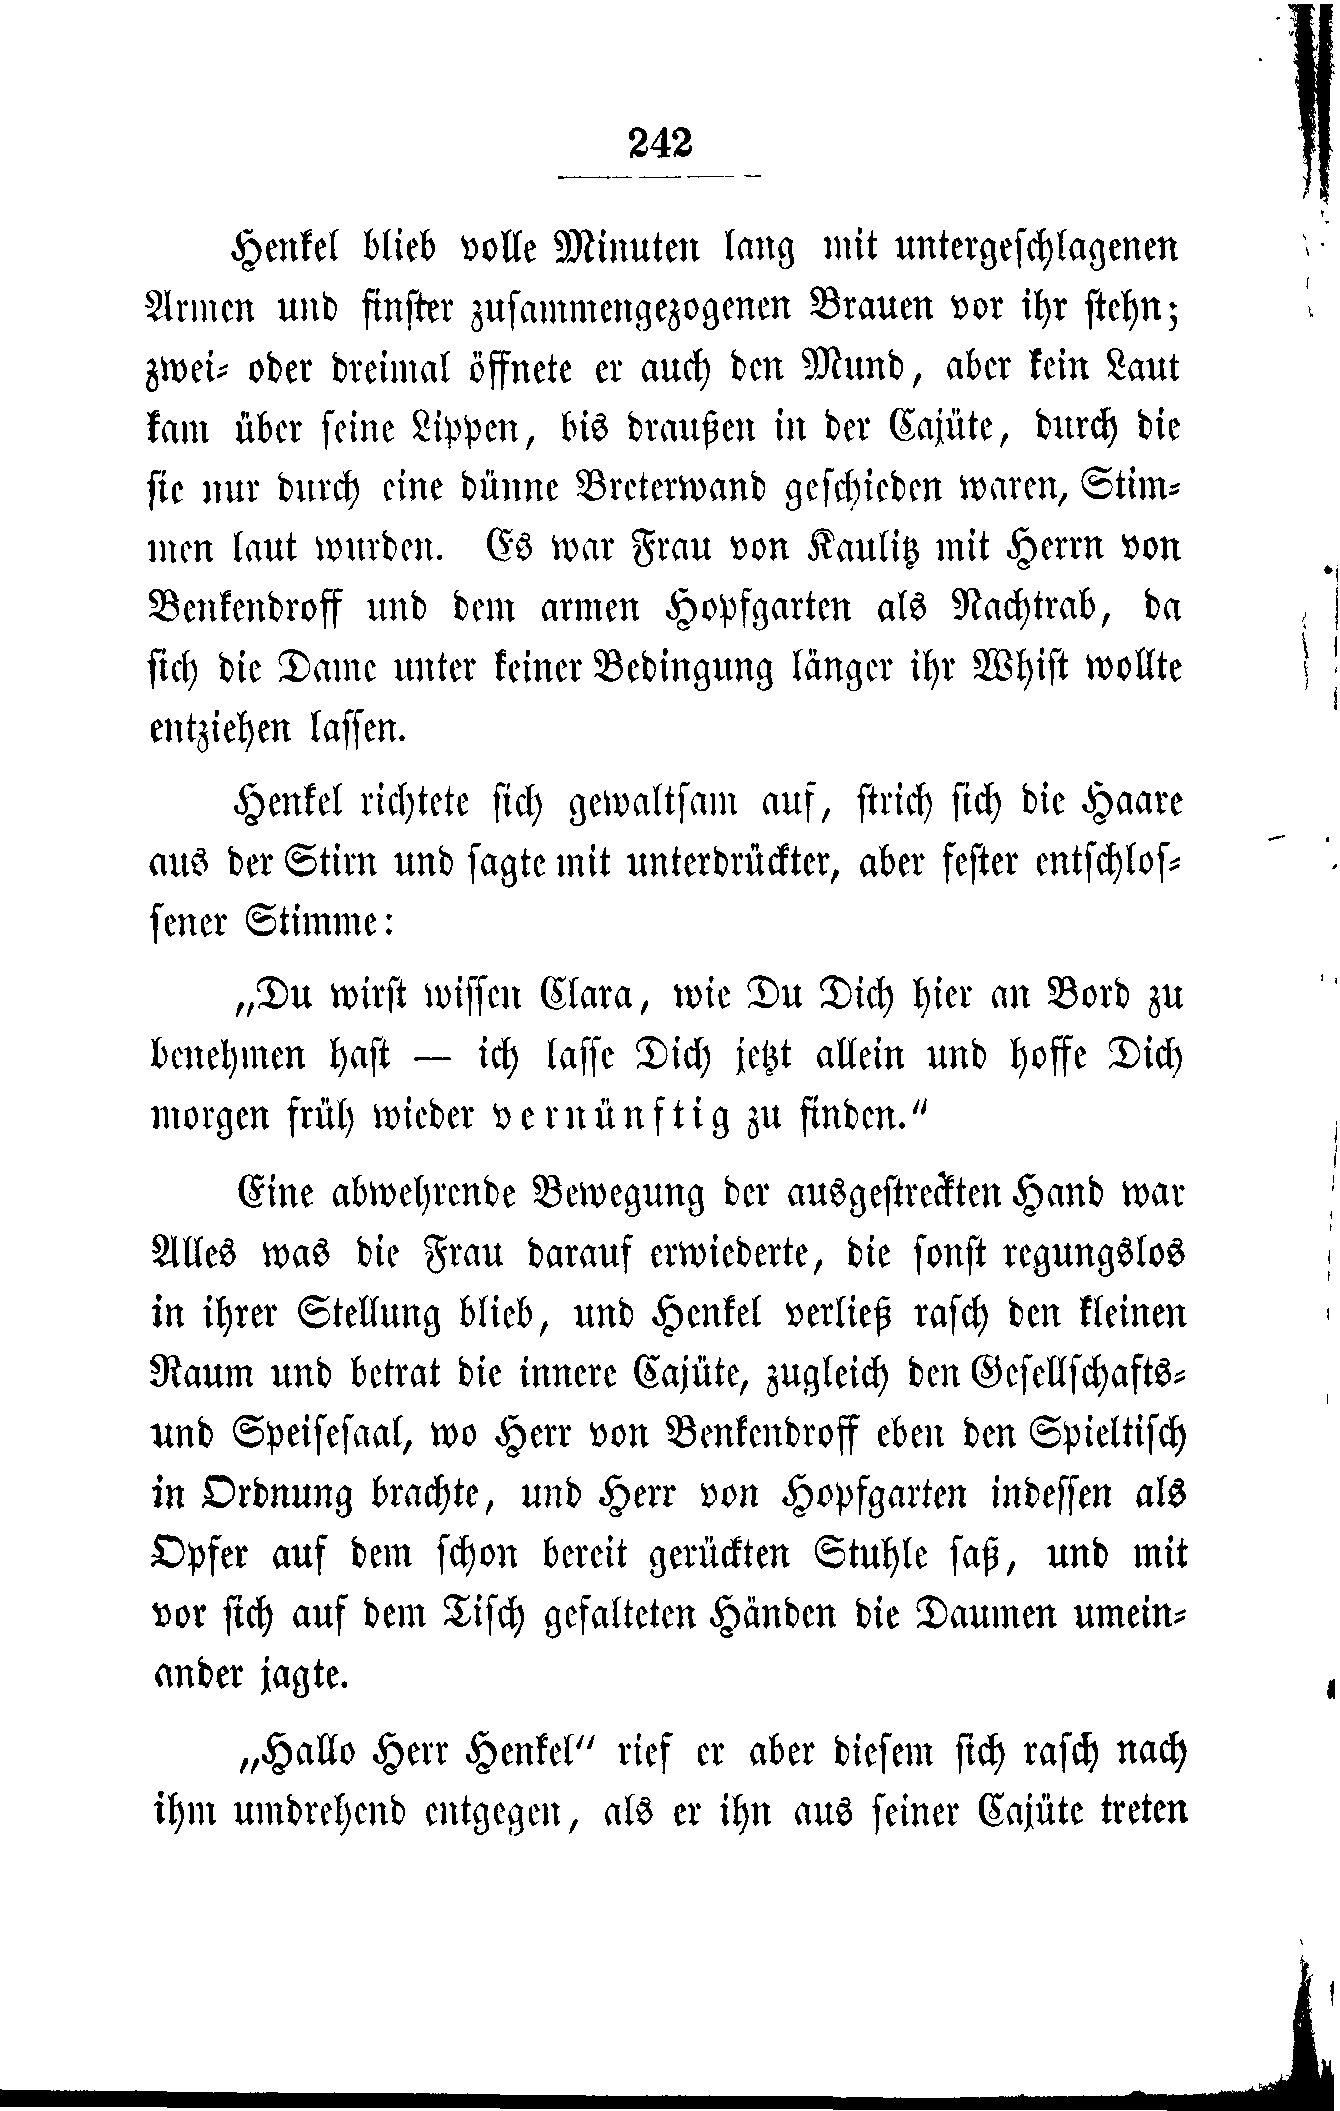 242
Henkel blieb volle Minuten lang mit untergeschlagenen
Armen und finster zusammengezogenen Brauen vor ihr stehn;
zwei- oder dreimal öffnete er auch den Mund, aber kein Laut
kam über seine Lippen, bis draußen in der Cajüte, durch die
sie nur durch eine dünne Breterwand geschieden waren, Stim-
men laut wurden. Es war Frau von Kaulitz mit Herrn von
Benkendroff und dem armen Hopfgarten als Nachtrab, da
sich die Dame unter keiner Bedingung länger ihr Whist wollte
entziehen lassen.
Henkel richtete sich gewaltsam auf, strich sich die Haare
aus der Stirn und sagte mit unterdrückter, aber fester entschlos-
sener Stimme:
„Du wirst wissen Clara, wie Du Dich hier an Bord zu
benehmen hast — ich lasse Dich jetzt allein und hoffe Dich
morgen früh wieder vernünftig zu finden.“
Eine abwehrende Bewegung der ausgestreckten Hand war
Alles was die Frau darauf erwiederte, die sonst regungslos
in ihrer Stellung blieb, und Henkel verließ rasch den kleinen
Raum und betrat die innere Cajüte, zugleich den Gesellschafts-
und Speisesaal, wo Herr von Benkendroff eben den Spieltisch
in Ordnung brachte, und Herr von Hopfgarten indessen als
Opfer auf dem schon bereit gerückten Stuhle saß, und mit
vor sich auf dem Tisch gefalteten Händen die Daumen umein-
ander jagte.
„Hallo Herr Henkel“ rief er aber diesem sich rasch nach
ihm umdrehend entgegen, als er ihn aus seiner Cajüte treten